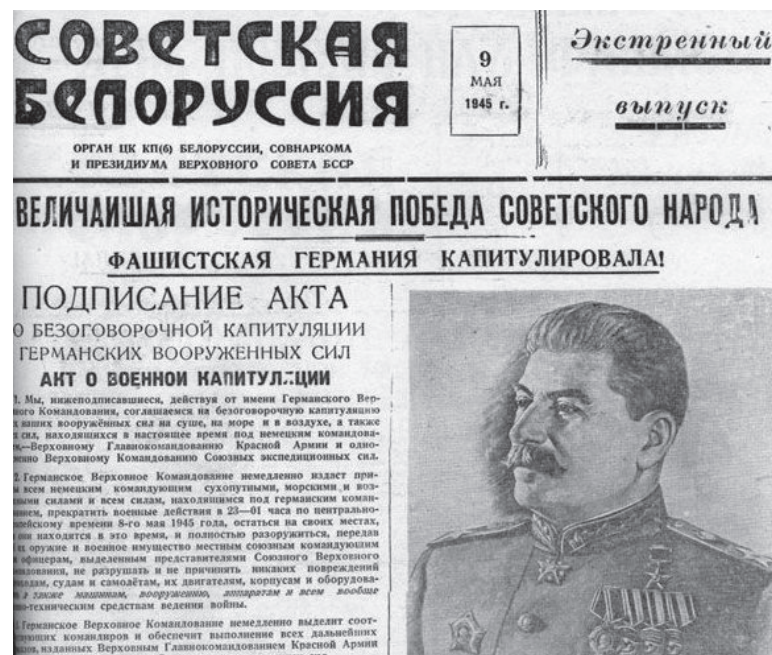 СОВЕТСКАЯ
БЕЛОРУССИЯ
ОРГАН ЦК КП(б) БЕЛОРУССИИ, СОВНАРКОМА
И ПРЕЗИДИУМА ВЕРХОВНОГО СОВЕТА БССР
9
МАЯ
1945 г.
Экстренный
выпуск
ВЕЛИЧАЙШАЯ ИСТОРИЧЕСКАЯ ПОБЕДА СОВЕТСКОГО НАРОДА
ФАШИСТСКАЯ ГЕРМАНИЯ КАПИТУЛИРОВАЛА!
ПОДПИСАНИЕ АКТА
О БЕЗОГОВОРОЧНОЙ КАПИТУЛЯЦИИ
ГЕРМАНСКИХ ВООРУЖЕННЫХ СИЛ
АКТ О ВОЕННОЙ КАПИТУЛЯЦИИ
1. Мы, нижеподписавшиеся, действуя от имени Германского Вер-
ного Командования, соглашаемся на безоговорочную капитуляцию
наших вооружённых сил на суше, на море и в воздухе, а также
сил, находящихся в настоящее время под немецким командова-
—Верховному Главнокомандованию Красной Армии и одно-
Верховному Командованию Союзных экспедиционных сил.
2. Германское Верховное Командование немедленно издаст при-
всем немецким командующим сухопутными, морскими и воз-
силами и всем силам, находящимся под германским коман-
прекратить военные действия в 23—01 часа по центрально-
времени 8-го мая 1945 года, остаться на своих местах,
находятся в это время, и полностью разоружиться, передав
оружие и военное имущество местным союзным командующим
офицерам, выделенным представителями Союзного Верховного
не разрушать и не причинять никаких повреждений
судам и самолётам, их двигателям, корпусам и оборудова-
а также машинам, вооружению, аппаратам и всем вообще
-техническим средствам ведения войны.
Германское Верховное Командование немедленно выделит соот-
командиров и обеспечит выполнение всех дальнейших
изданных Верховным Главнокомандованием Красной Армии